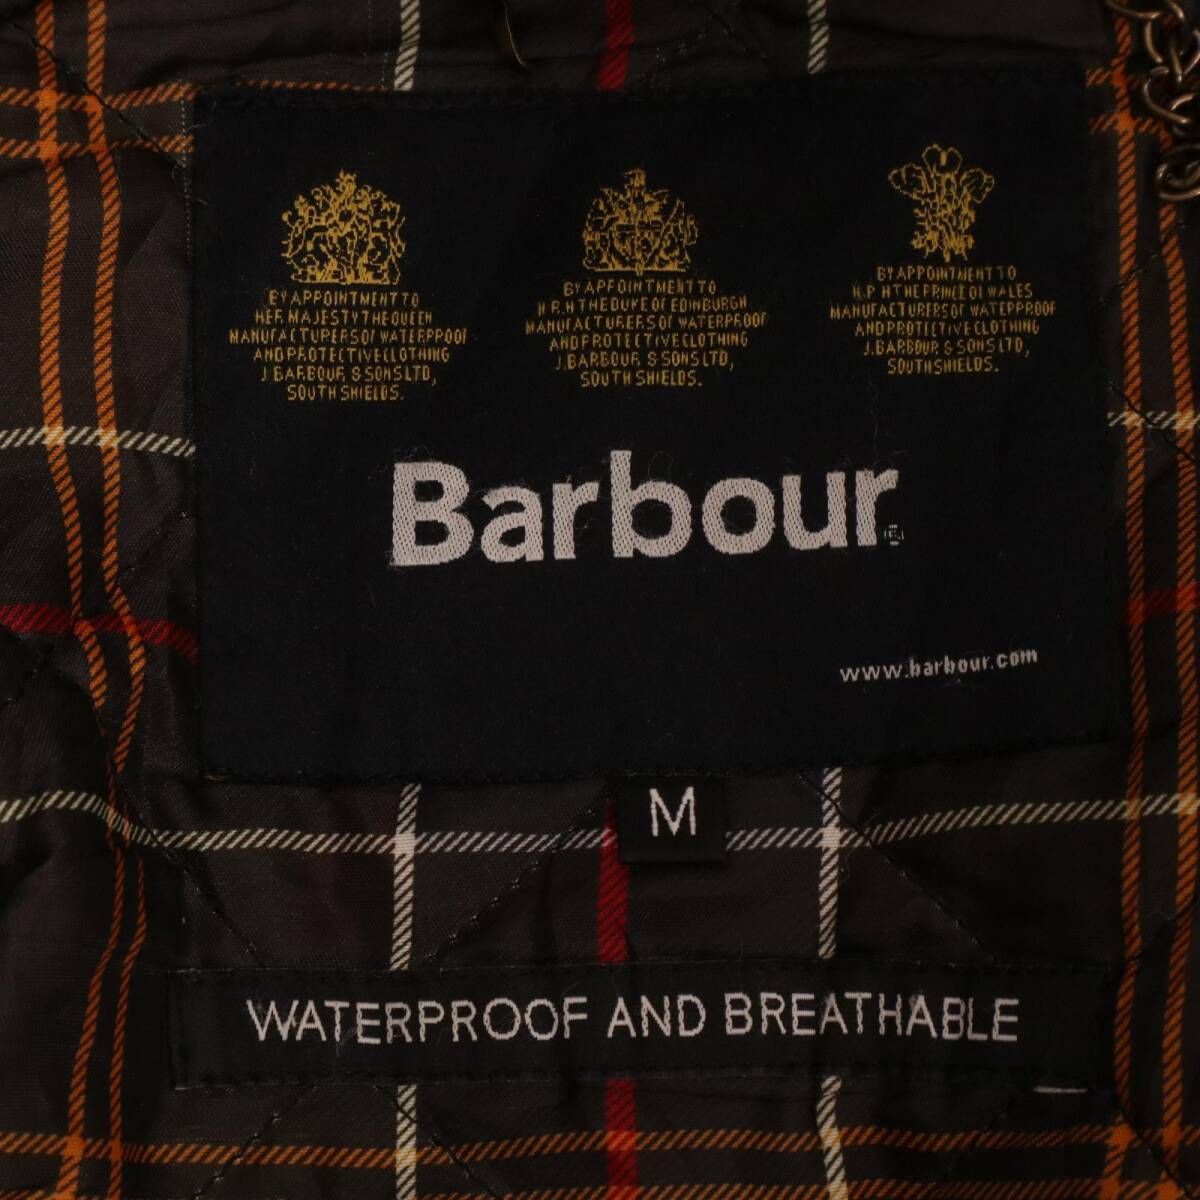 BY APPOINTMENT TO
HER MAJESTY THE QUEEN
MANUFACTURERS OF WATERPROOF
AND PROTECTIVE CLOTHING
J. BARBOUR & SONS LTD,
SOUTH SHIELDS.
BY APPOINTMENT TO
H.R.H THE DUKE OF EDINBURGH
MANUFACTURERS OF WATERPROOF
AND PROTECTIVE CLOTHING
J. BARBOUR & SONS LTD,
SOUTH SHIELDS.
BY APPOINTMENT TO
H.R.H THE PRINCE OF WALES
MANUFACTURERS OF WATERPROOF
AND PROTECTIVE CLOTHING
J. BARBOUR & SONS LTD,
SOUTH SHIELDS.
Barbour®
www.barbour.com
M
WATERPROOF AND BREATHABLE